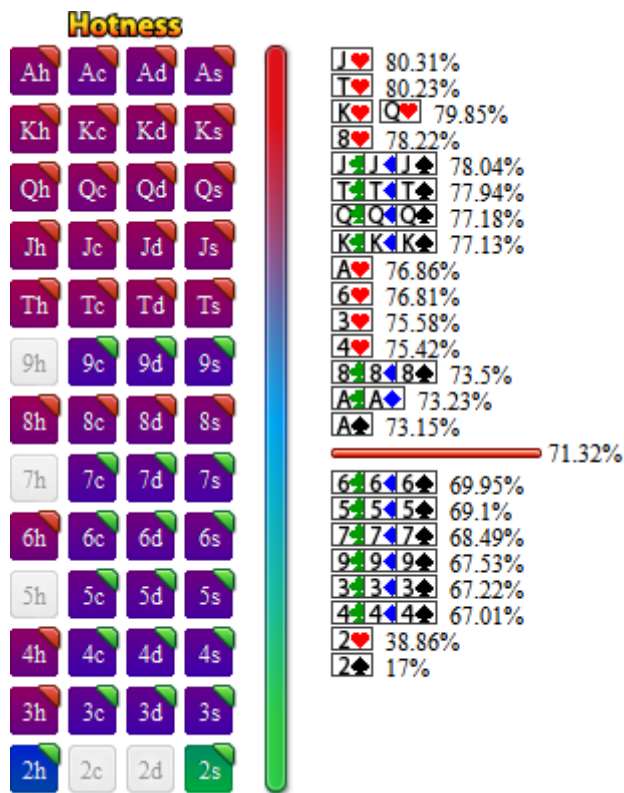 Hotness
Ah Ac Ad As
Kh Kc Kd Ks
Qh Qc Qd Qs
Jh Jc Jd Js
Th Tc Td Ts
9h 9c 9d 9s
8h 8c 8d 8s
7h 7c 7d 7s
6h 6c 6d 6s
5h 5c 5d 5s
4h 4c 4d 4s
3h 3c 3d 3s
2h 2c 2d 2s
J♥ 80.31%
T♥ 80.23%
K♥ Q♥ 79.85%
8♥ 78.22%
J♣ J♦ J♠ 78.04%
T♣ T♦ T♠ 77.94%
Q♣ Q♦ Q♠ 77.18%
K♣ K♦ K♠ 77.13%
A♥ 76.86%
6♥ 76.81%
3♥ 75.58%
4♥ 75.42%
8♣ 8♦ 8♠ 73.5%
A♣ A♦ 73.23%
A♠ 73.15%
71.32%
6♣ 6♦ 6♠ 69.95%
5♣ 5♦ 5♠ 69.1%
7♣ 7♦ 7♠ 68.49%
9♣ 9♦ 9♠ 67.53%
3♣ 3♦ 3♠ 67.22%
4♣ 4♦ 4♠ 67.01%
2♥ 38.86%
2♠ 17%